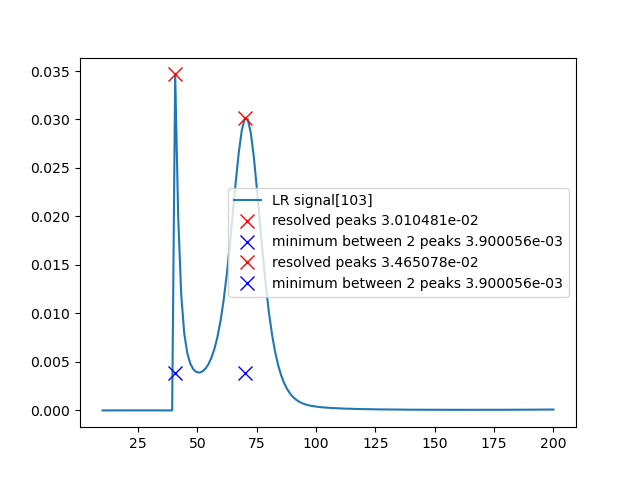 0.035
0.030
0.025
0.020
0.015
0.010
0.005
0.000
LR signal[103]
resolved peaks 3.010481e-02
minimum between 2 peaks 3.900056e-03
resolved peaks 3.465078e-02
minimum between 2 peaks 3.900056e-03
25 50 75 100 125 150 175 200